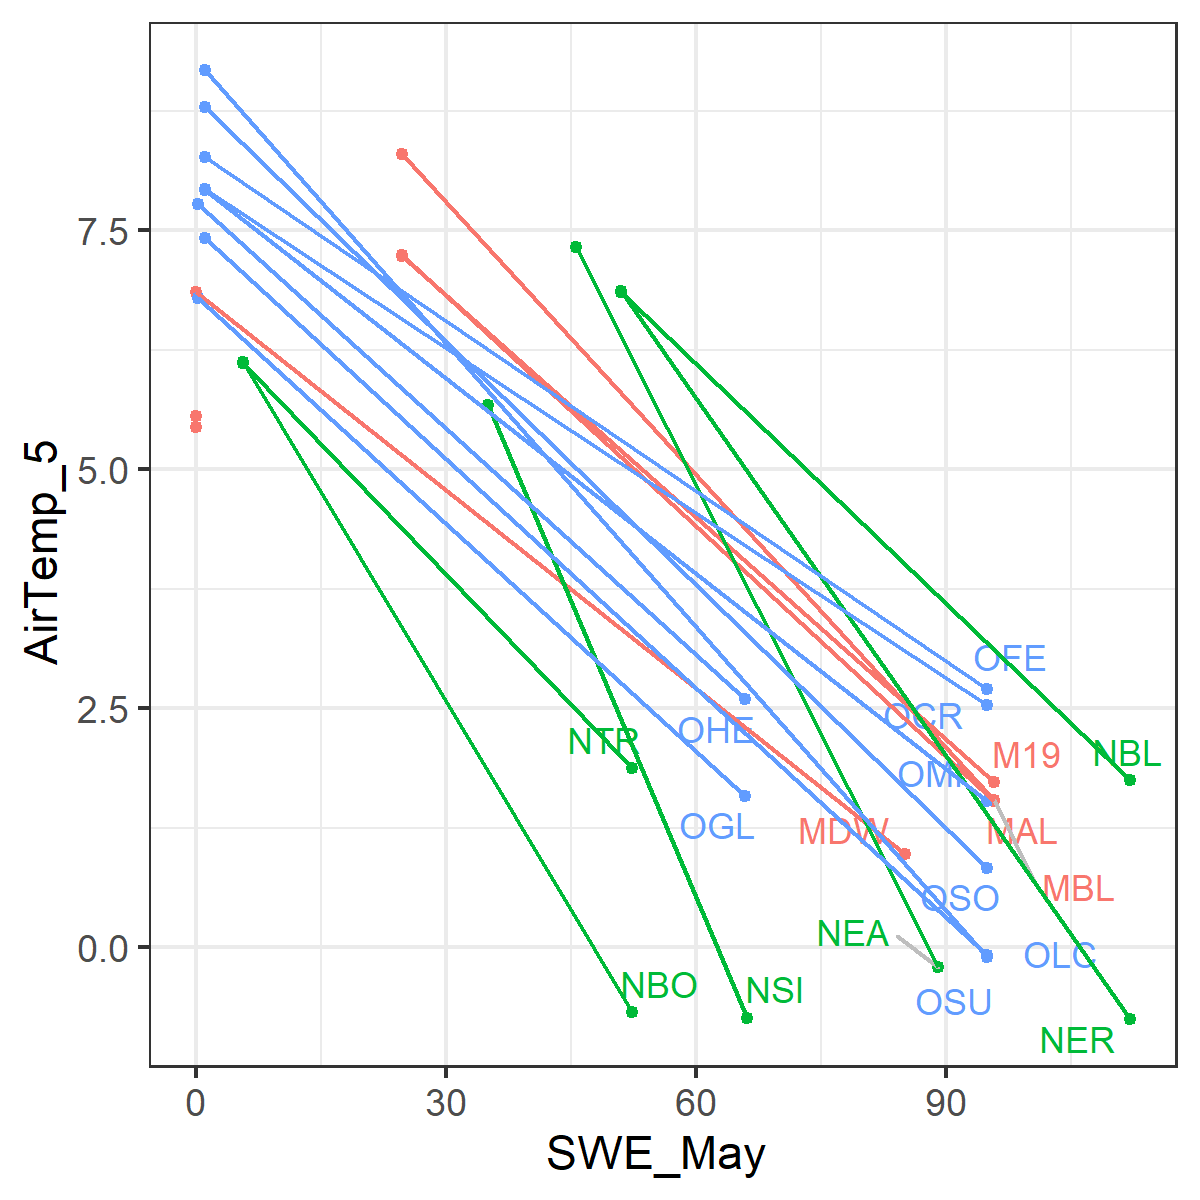 7.5
5.0
2.5
0.0
AirTemp_5
OFE
OCR
NTR
OHE
M19
NBL
OGL
MDW
MAL
MBL
OSO
NEA
OLC
NBO
NSI
OSU
NER
0 30 60 90
SWE_May